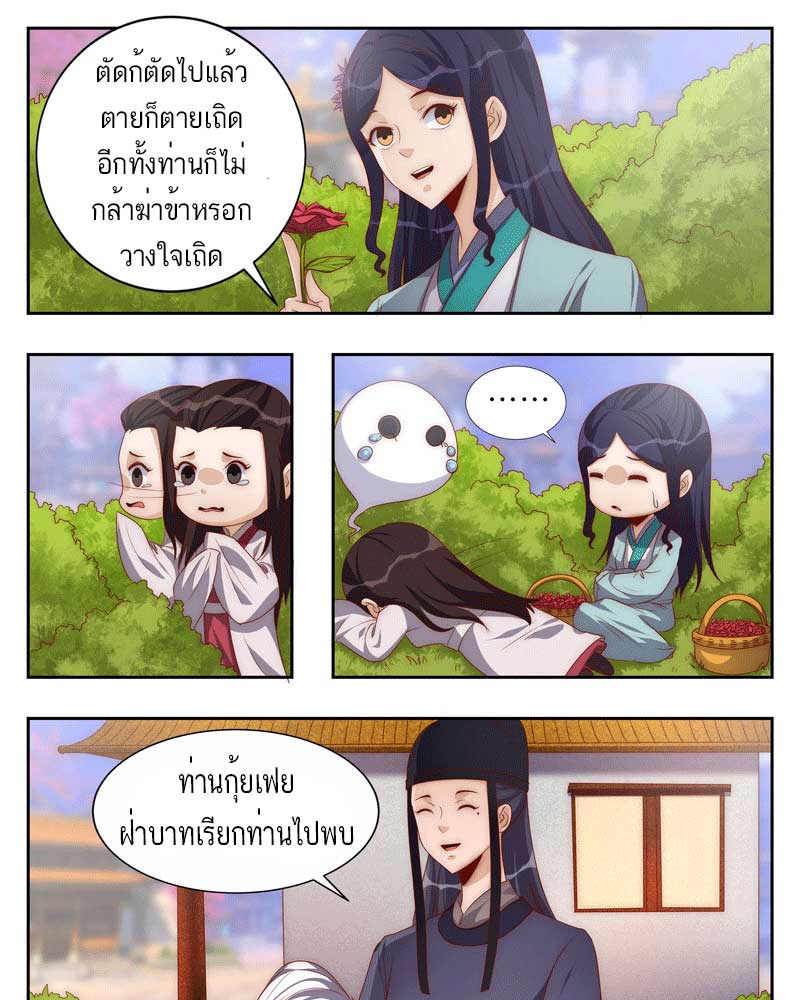 ตัดก้ตัดไปแล้ว
ตายก็ตายเถิด
อีกทั้งท่านก็ไม่
กล้าฆ่าข้าหรอก
วางใจเถิด
......
ท่านกุ้ยเฟย
ฝ่าบาทเรียกท่านไปพบ